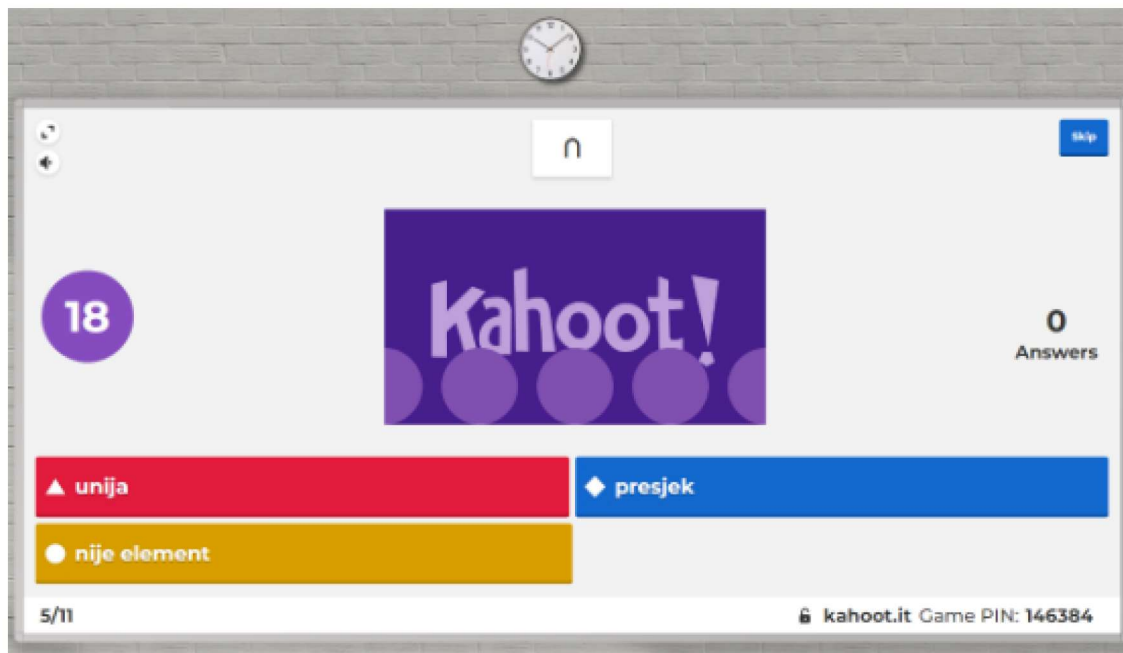 ∩
Skip
18
Kahoot!
0
Answers
unija
presjek
nije element
5/11
kahoot.it Game PIN: 146384